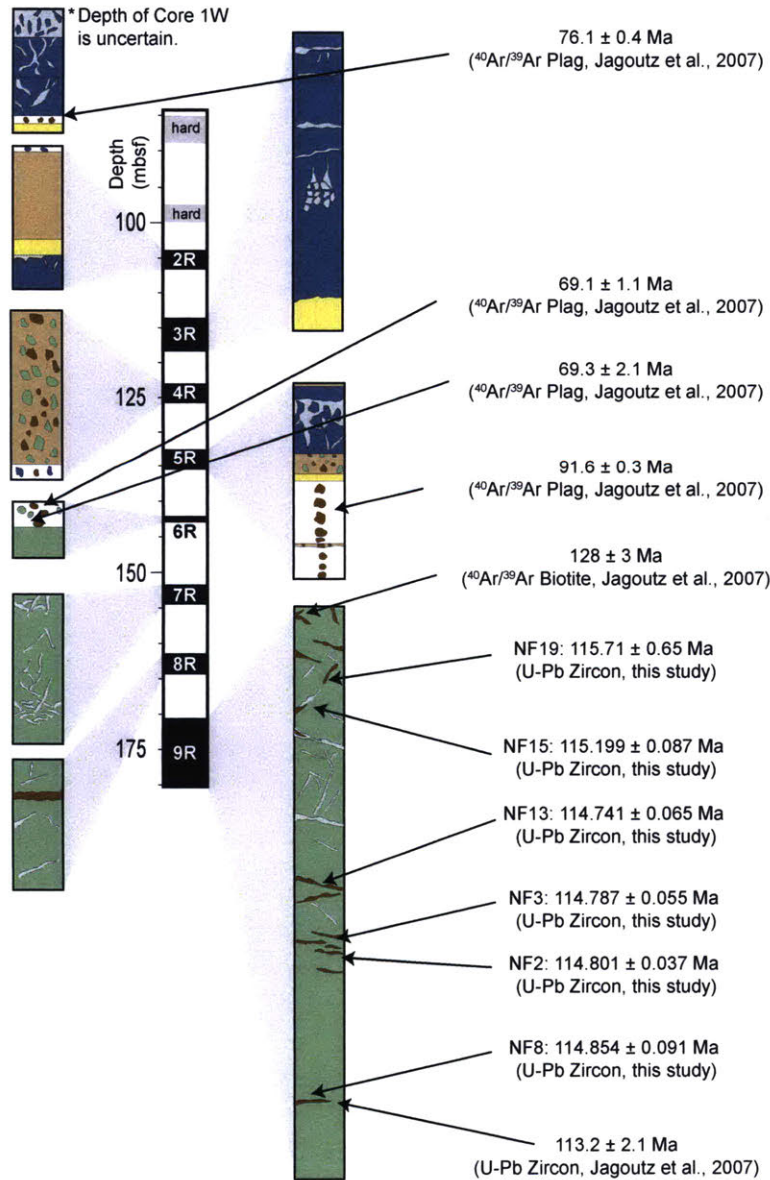 * Depth of Core 1W
is uncertain.
Depth
(mbsf)
hard
hard
100
2R
3R
125
4R
5R
6R
150
7R
8R
175
9R
76.1 ± 0.4 Ma
(⁴⁰Ar/³⁹Ar Plag, Jagoutz et al., 2007)
69.1 ± 1.1 Ma
(⁴⁰Ar/³⁹Ar Plag, Jagoutz et al., 2007)
69.3 ± 2.1 Ma
(⁴⁰Ar/³⁹Ar Plag, Jagoutz et al., 2007)
91.6 ± 0.3 Ma
(⁴⁰Ar/³⁹Ar Plag, Jagoutz et al., 2007)
128 ± 3 Ma
(⁴⁰Ar/³⁹Ar Biotite, Jagoutz et al., 2007)
NF19: 115.71 ± 0.65 Ma
(U-Pb Zircon, this study)
NF15: 115.199 ± 0.087 Ma
(U-Pb Zircon, this study)
NF13: 114.741 ± 0.065 Ma
(U-Pb Zircon, this study)
NF3: 114.787 ± 0.055 Ma
(U-Pb Zircon, this study)
NF2: 114.801 ± 0.037 Ma
(U-Pb Zircon, this study)
NF8: 114.854 ± 0.091 Ma
(U-Pb Zircon, this study)
113.2 ± 2.1 Ma
(U-Pb Zircon, Jagoutz et al., 2007)